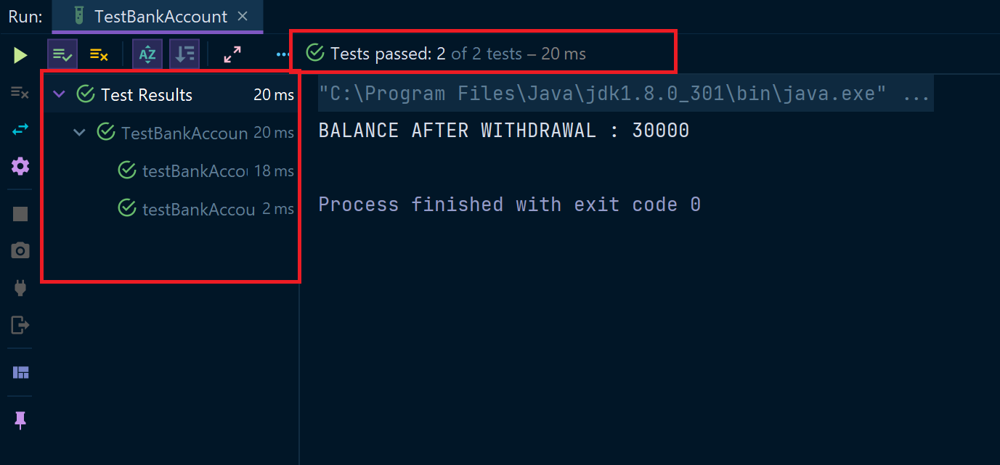 Run: TestBankAccount
Tests passed: 2 of 2 tests – 20 ms
Test Results 20 ms
TestBankAccoun 20 ms
testBankAccou 18 ms
testBankAccou 2 ms
"C:\Program Files\Java\jdk1.8.0_301\bin\java.exe" ...
BALANCE AFTER WITHDRAWAL : 30000
Process finished with exit code 0